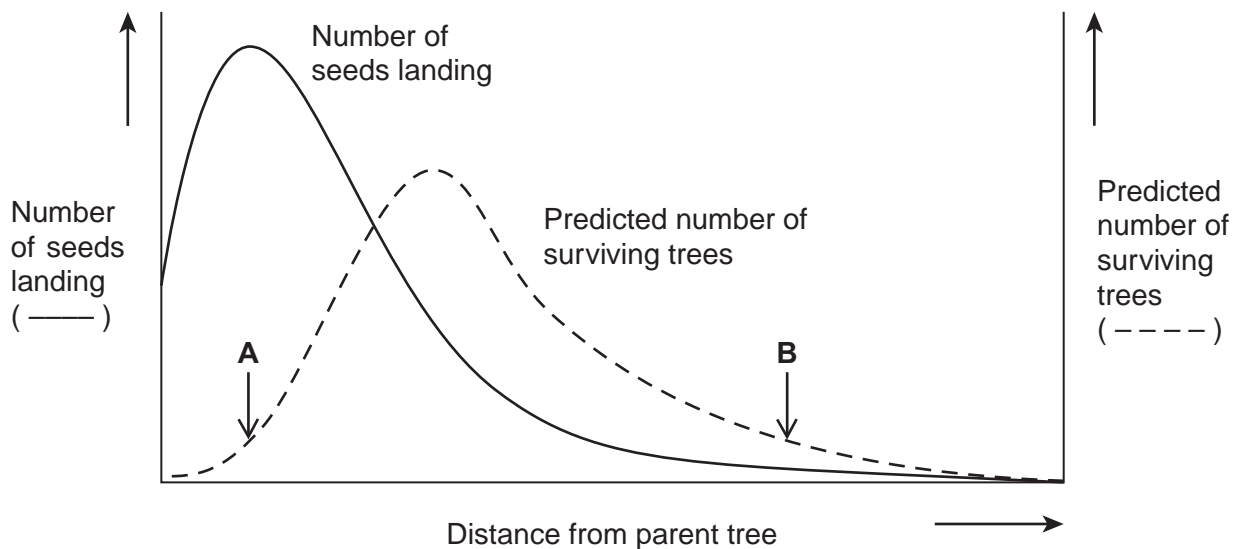 Number of
seeds landing
Number
of seeds
landing
( –––– )
Predicted number of
surviving trees
Predicted
number of
surviving
trees
( – – – – )
A
B
Distance from parent tree